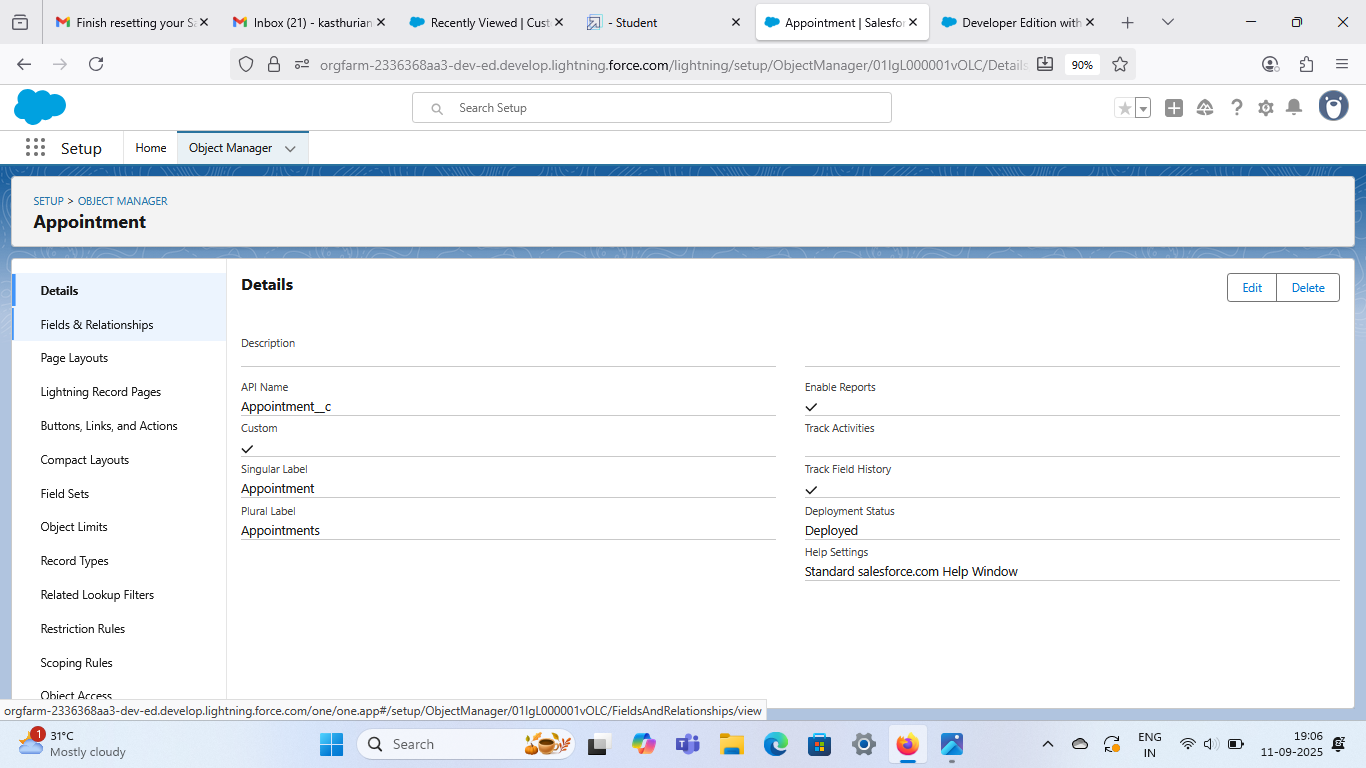 Finish resetting your Sa
Inbox (21) - kasthurian
Recently Viewed | Cust
- Student
Appointment | Salesfor
Developer Edition with
orgfarm-2336368aa3-dev-ed.develop.lightning.force.com/lightning/setup/ObjectManager/01IgL000001vOLC/Details
90%
Search Setup
Setup
Home
Object Manager
SETUP > OBJECT MANAGER
Appointment
Details
Fields & Relationships
Page Layouts
Lightning Record Pages
Buttons, Links, and Actions
Compact Layouts
Field Sets
Object Limits
Record Types
Related Lookup Filters
Restriction Rules
Scoping Rules
Object Access
Details
Edit
Delete
Description
API Name
Appointment__c
Custom
Singular Label
Appointment
Plural Label
Appointments
Enable Reports
Track Activities
Track Field History
Deployment Status
Deployed
Help Settings
Standard salesforce.com Help Window
orgfarm-2336368aa3-dev-ed.develop.lightning.force.com/one/one.app#/setup/ObjectManager/01IgL000001vOLC/FieldsAndRelationships/view
1
31°C
Mostly cloudy
Search
ENG
IN
19:06
11-09-2025